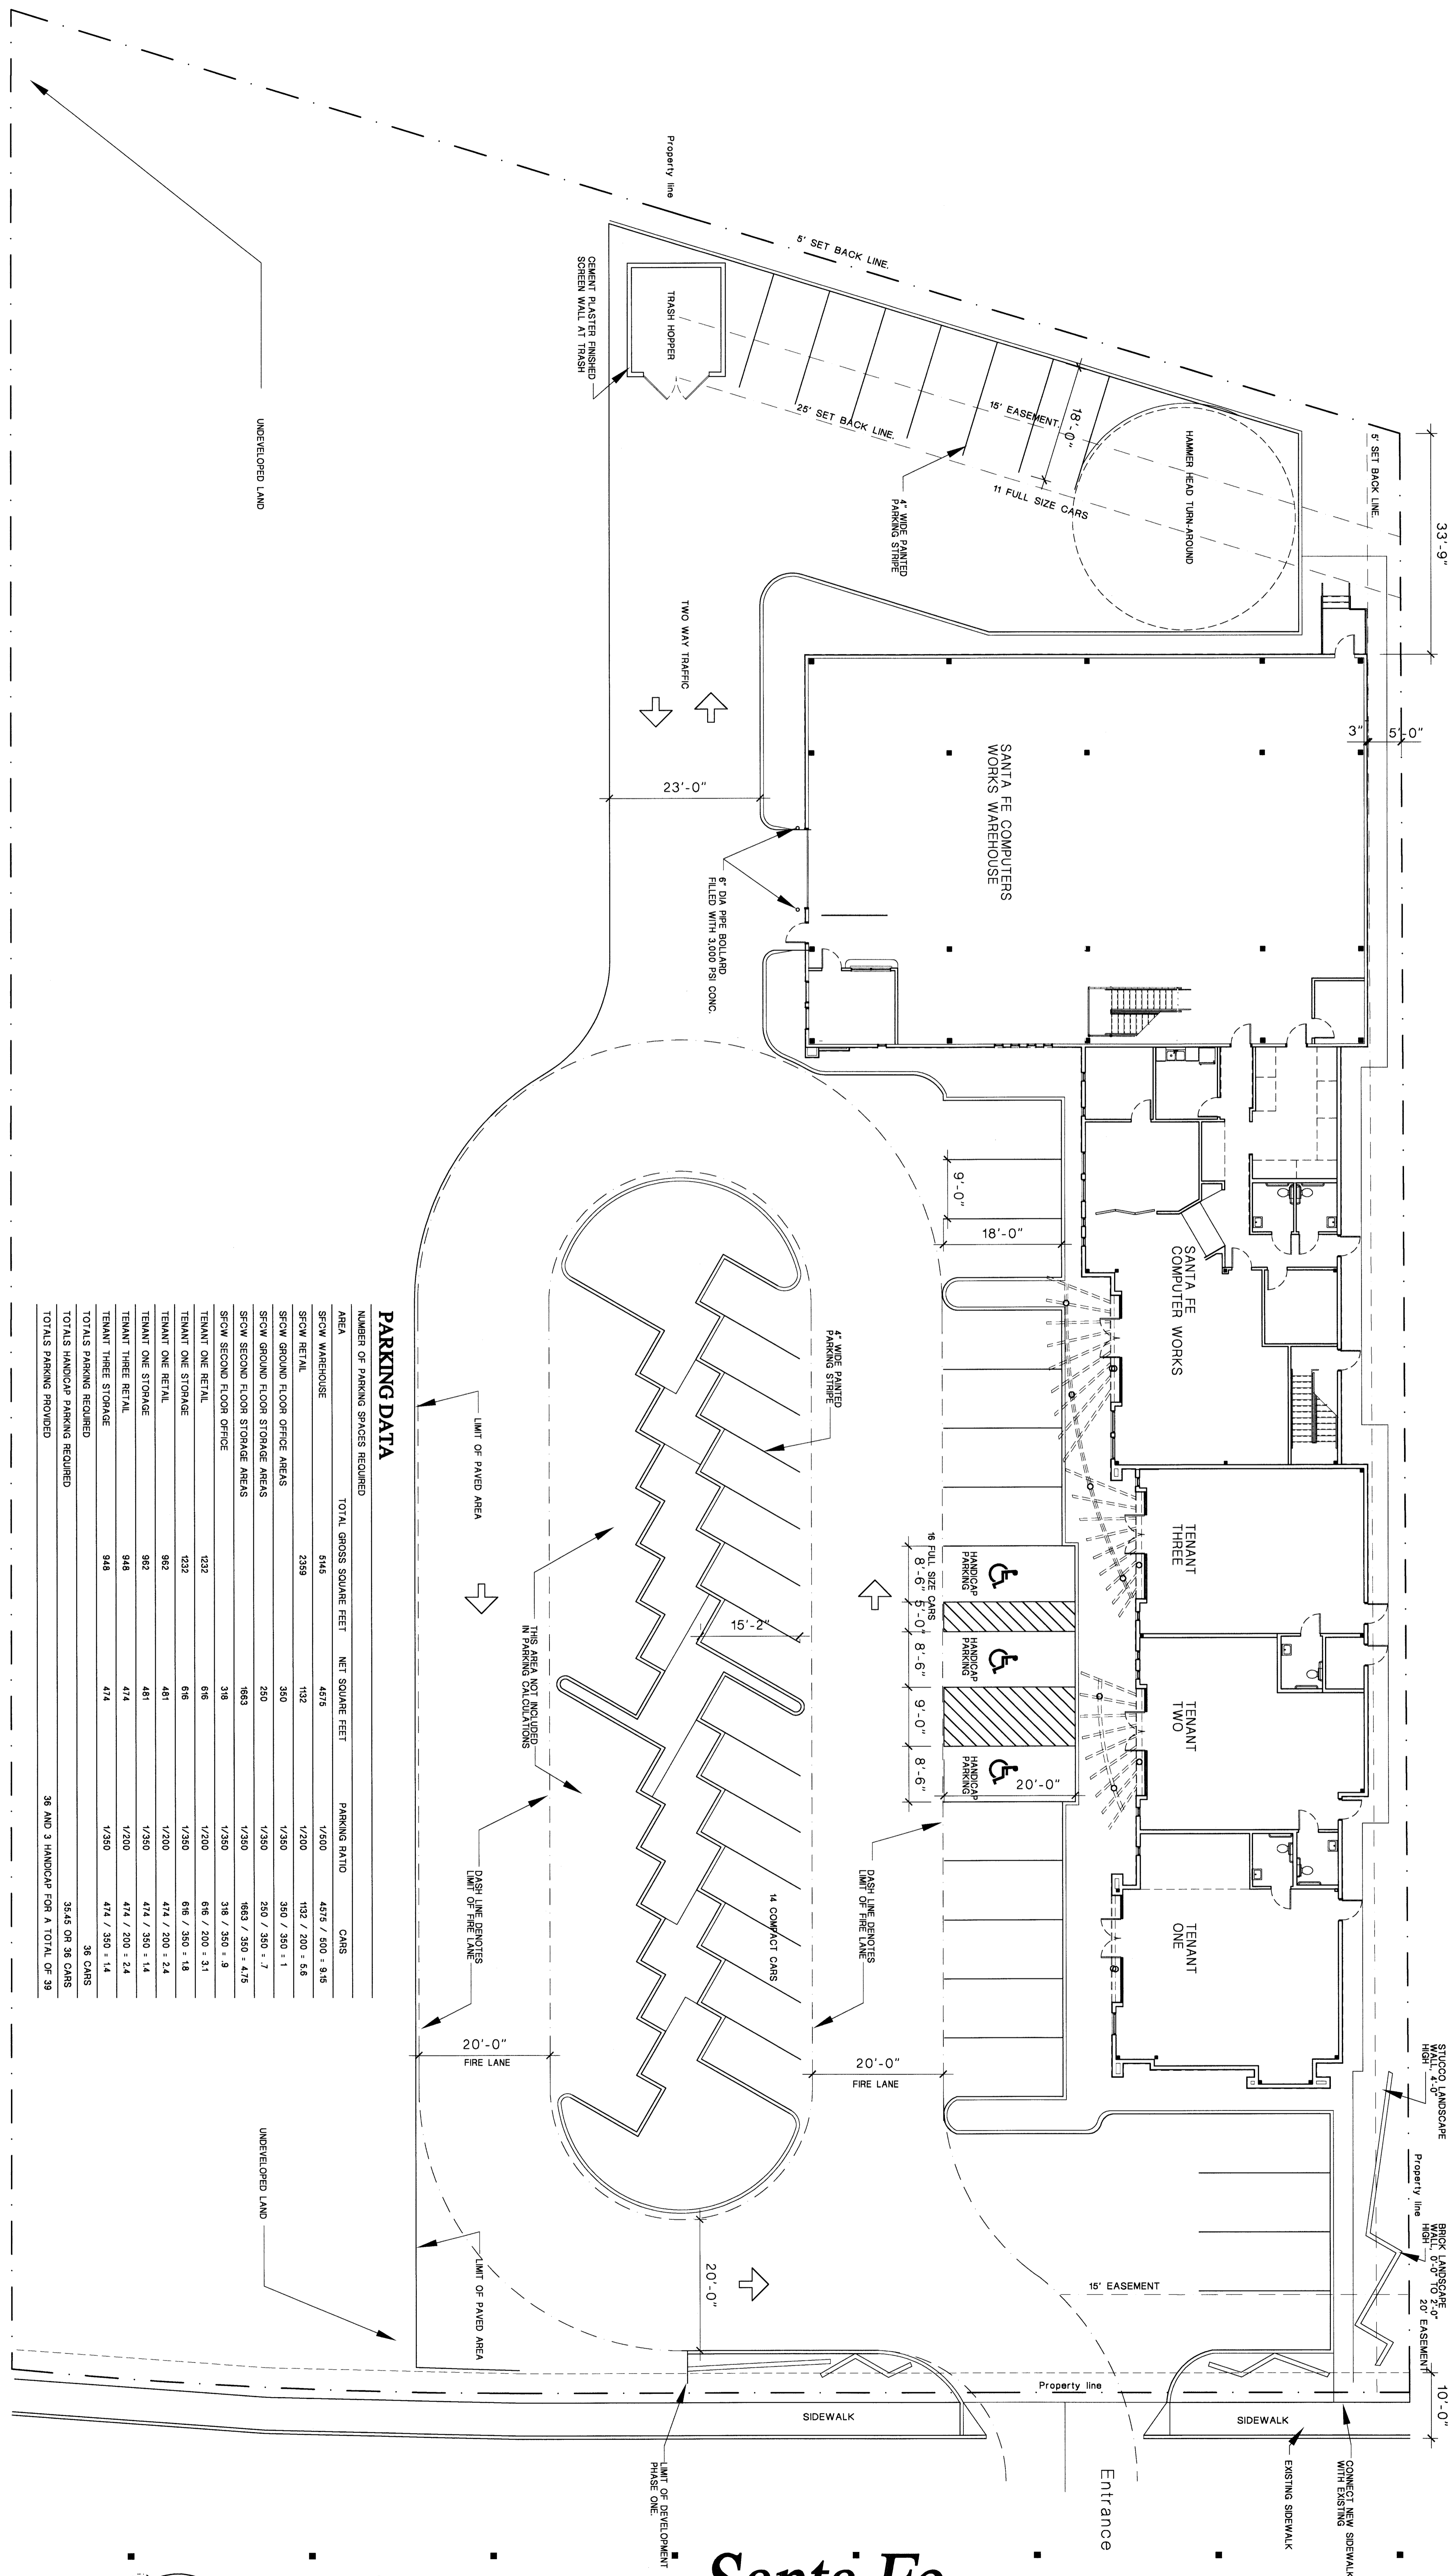 Property line
5' SET BACK LINE.
5' SET BACK LINE.
33'-9"
TRASH HOPPER
CEMENT PLASTER FINISHED
SCREEN WALL AT TRASH
25' SET BACK LINE.
15' EASEMENT.
18'-0"
11 FULL SIZE CARS
HAMMER HEAD TURN-AROUND
4" WIDE PAINTED
PARKING STRIPE
UNDEVELOPED LAND
TWO WAY TRAFFIC
23'-0"
3"
5'-0"
SANTA FE COMPUTERS
WORKS WAREHOUSE
6" DIA PIPE BOLLARD
FILLED WITH 3,000 PSI CONC.
9'-0"
18'-0"
SANTA FE
COMPUTER WORKS
4" WIDE PAINTED
PARKING STRIPE
TENANT
THREE
TENANT
TWO
TENANT
ONE
16 FULL SIZE CARS
8'-6"
5'-0"
8'-6"
9'-0"
8'-6"
HANDICAP
PARKING
HANDICAP
PARKING
HANDICAP
PARKING
20'-0"
15'-2"
LIMIT OF PAVED AREA
THIS AREA NOT INCLUDED
IN PARKING CALCULATIONS
14 COMPACT CARS
DASH LINE DENOTES
LIMIT OF FIRE LANE
DASH LINE DENOTES
LIMIT OF FIRE LANE
20'-0"
FIRE LANE
20'-0"
FIRE LANE
PARKING DATA
NUMBER OF PARKING SPACES REQUIRED
AREA TOTAL GROSS SQUARE FEET NET SQUARE FEET PARKING RATIO CARS
SFCW WAREHOUSE 5145 4575 1/500 4575 / 500 = 9.15
SFCW RETAIL 2359 1132 1/200 1132 / 200 = 5.6
SFCW GROUND FLOOR OFFICE AREAS 350 1/350 350 / 350 = 1
SFCW GROUND FLOOR STORAGE AREAS 250 1/350 250 / 350 = .7
SFCW SECOND FLOOR STORAGE AREAS 1663 1/350 1663 / 350 = 4.75
SFCW SECOND FLOOR OFFICE 318 1/350 318 / 350 = .9
TENANT ONE RETAIL 1232 616 1/200 616 / 200 = 3.1
TENANT ONE STORAGE 1232 616 1/350 616 / 350 = 1.8
TENANT ONE RETAIL 962 481 1/200 474 / 200 = 2.4
TENANT ONE STORAGE 962 481 1/350 474 / 350 = 1.4
TENANT THREE RETAIL 948 474 1/200 474 / 200 = 2.4
TENANT THREE STORAGE 948 474 1/350 474 / 350 = 1.4
TOTALS PARKING REQUIRED 36 CARS
TOTALS HANDICAP PARKING REQUIRED 35.45 OR 36 CARS
TOTALS PARKING PROVIDED 36 AND 3 HANDICAP FOR A TOTAL OF 39
STUCCO LANDSCAPE
WALL, 4'-0"
HIGH
Property line
BRICK LANDSCAPE
WALL, 0'-0" TO 2'-0"
HIGH
20' EASEMENT
10'-0"
15' EASEMENT
20'-0"
UNDEVELOPED LAND
LIMIT OF PAVED AREA
Property line
SIDEWALK
SIDEWALK
CONNECT NEW SIDEWALK
WITH EXISTING
EXISTING SIDEWALK
Entrance
LIMIT OF DEVELOPMENT
PHASE ONE.
Santa Fe